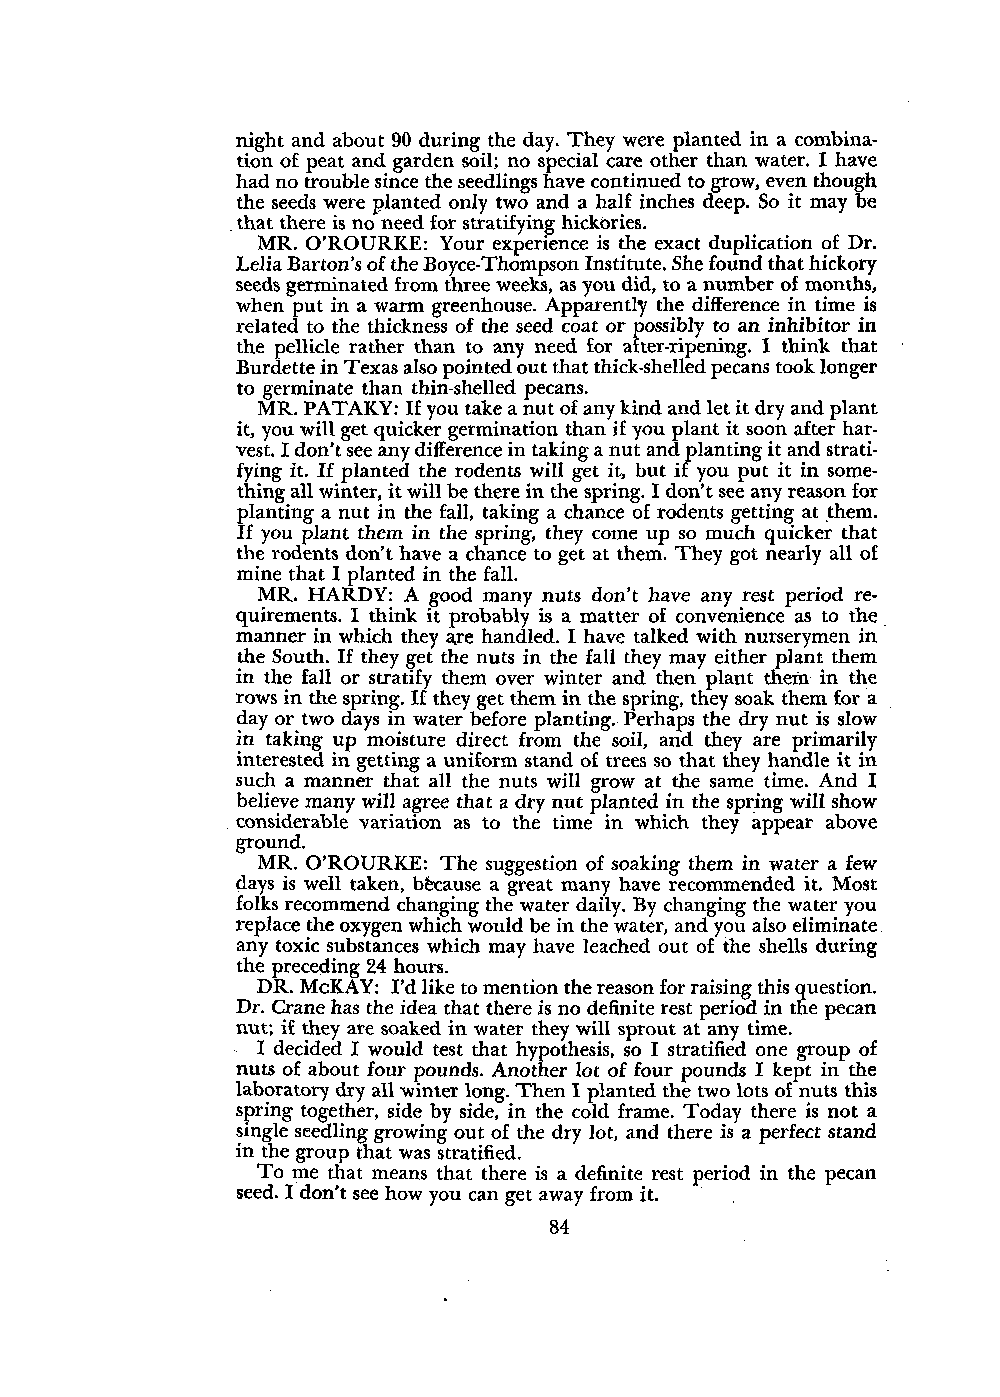 night and about 90 during the day. They were planted in a combina-
tion of peat and garden soil; no special care other than water. I have
had no trouble since the seedlings have continued to grow, even though
the seeds were planted only two and a half inches deep. So it may be
that there is no need for stratifying hickories.
MR. O'ROURKE: Your experience is the exact duplication of Dr.
Lelia Barton's of the Boyce-Thompson Institute. She found that hickory
seeds germinated from three weeks, as you did, to a number of months,
when put in a warm greenhouse. Apparently the difference in time is
related to the thickness of the seed coat or possibly to an inhibitor in
the pellicle rather than to any need for after-ripening. I think that
Burdette in Texas also pointed out that thick-shelled pecans took longer
to germinate than thin-shelled pecans.
MR. PATAKY: If you take a nut of any kind and let it dry and plant
it, you will get quicker germination than if you plant it soon after har-
vest. I don't see any difference in taking a nut and planting it and strati-
fying it. If planted the rodents will get it, but if you put it in some-
thing all winter, it will be there in the spring. I don't see any reason for
planting a nut in the fall, taking a chance of rodents getting at them.
If you plant them in the spring, they come up so much quicker that
the rodents don't have a chance to get at them. They got nearly all of
mine that I planted in the fall.
MR. HARDY: A good many nuts don't have any rest period re-
quirements. I think it probably is a matter of convenience as to the
manner in which they are handled. I have talked with nurserymen in
the South. If they get the nuts in the fall they may either plant them
in the fall or stratify them over winter and then plant them in the
rows in the spring. If they get them in the spring, they soak them for a
day or two days in water before planting. Perhaps the dry nut is slow
in taking up moisture direct from the soil, and they are primarily
interested in getting a uniform stand of trees so that they handle it in
such a manner that all the nuts will grow at the same time. And I
believe many will agree that a dry nut planted in the spring will show
considerable variation as to the time in which they appear above
ground.
MR. O'ROURKE: The suggestion of soaking them in water a few
days is well taken, because a great many have recommended it. Most
folks recommend changing the water daily. By changing the water you
replace the oxygen which would be in the water, and you also eliminate
any toxic substances which may have leached out of the shells during
the preceding 24 hours.
DR. McKAY: I'd like to mention the reason for raising this question.
Dr. Crane has the idea that there is no definite rest period in the pecan
nut; if they are soaked in water they will sprout at any time.
I decided I would test that hypothesis, so I stratified one group of
nuts of about four pounds. Another lot of four pounds I kept in the
laboratory dry all winter long. Then I planted the two lots of nuts this
spring together, side by side, in the cold frame. Today there is not a
single seedling growing out of the dry lot, and there is a perfect stand
in the group that was stratified.
To me that means that there is a definite rest period in the pecan
seed. I don't see how you can get away from it.
84